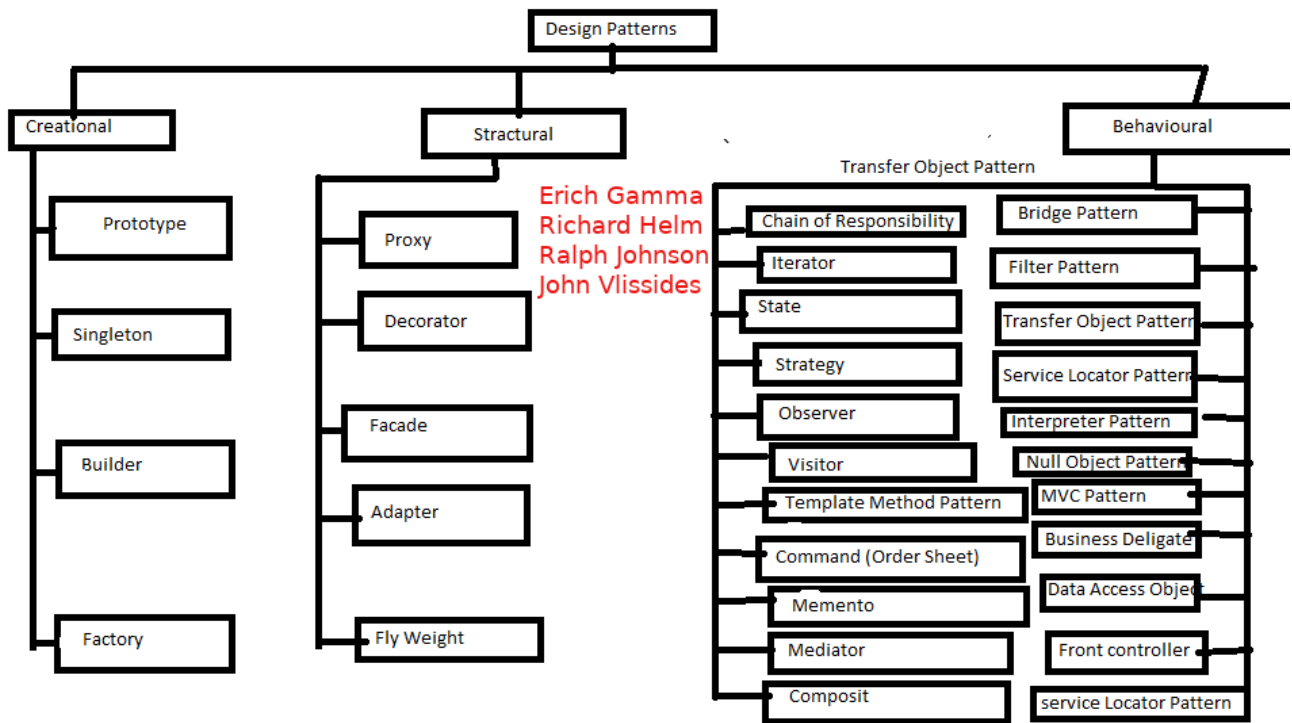 Design Patterns
Creational
Stractural
Behavioural
Prototype
Singleton
Builder
Factory
Proxy
Decorator
Facade
Adapter
Fly Weight
Erich Gamma
Richard Helm
Ralph Johnson
John Vlissides
Transfer Object Pattern
Chain of Responsibility
Iterator
State
Strategy
Observer
Visitor
Template Method Pattern
Command (Order Sheet)
Memento
Mediator
Composit
Bridge Pattern
Filter Pattern
Transfer Object Pattern
Service Locator Pattern
Interpreter Pattern
Null Object Pattern
MVC Pattern
Business Deligate
Data Access Object
Front controller
service Locator Pattern